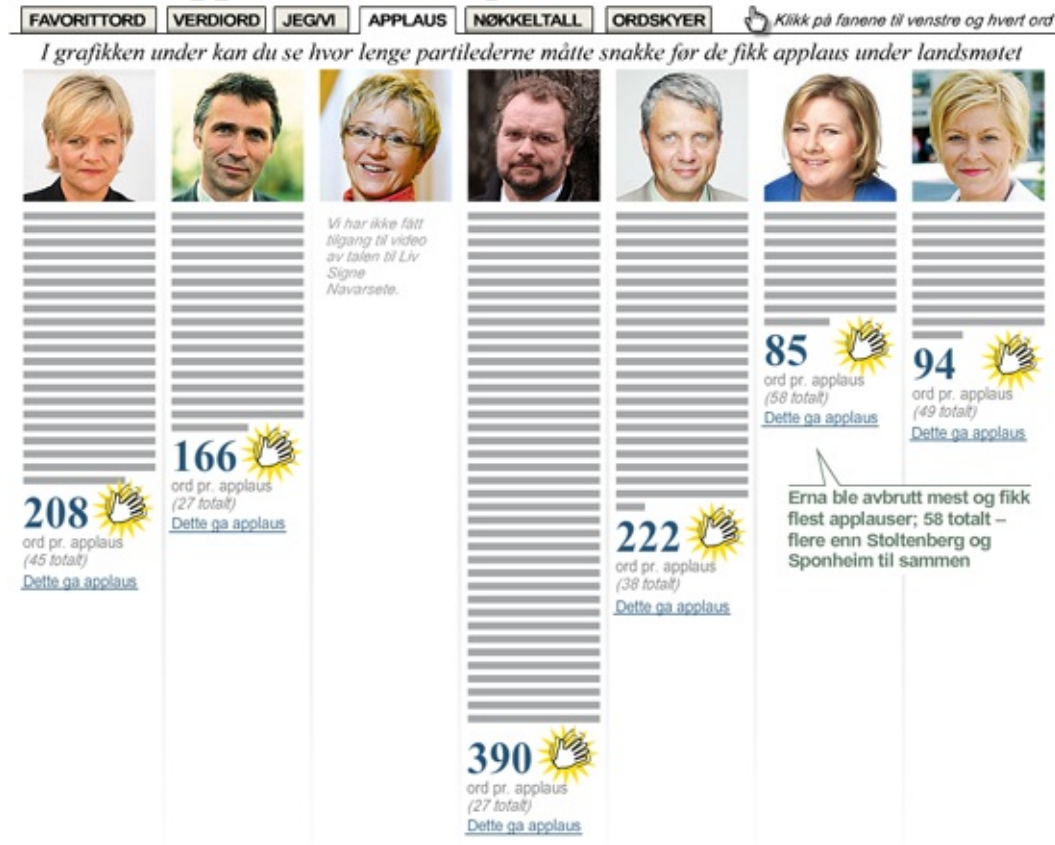 FAVORITTORD VERDIORD JEG/VI APPLAUS NØKKELTALL ORDSKYER Klikk på fanene til venstre og hvert ord
I grafikken under kan du se hvor lenge partilederne måtte snakke før de fikk applaus under landsmøtet
208
ord pr. applaus
(45 totalt)
Dette ga applaus
166
ord pr. applaus
(27 totalt)
Dette ga applaus
Vi har ikke fått
tilgang til video
av talen til Liv
Signe
Navarsete.
390
ord pr. applaus
(27 totalt)
Dette ga applaus
222
ord pr. applaus
(38 totalt)
Dette ga applaus
85
ord pr. applaus
(58 totalt)
Dette ga applaus
Erna ble avbrutt mest og fikk
flest applauser; 58 totalt –
flere enn Stoltenberg og
Sponheim til sammen
94
ord pr. applaus
(49 totalt)
Dette ga applaus